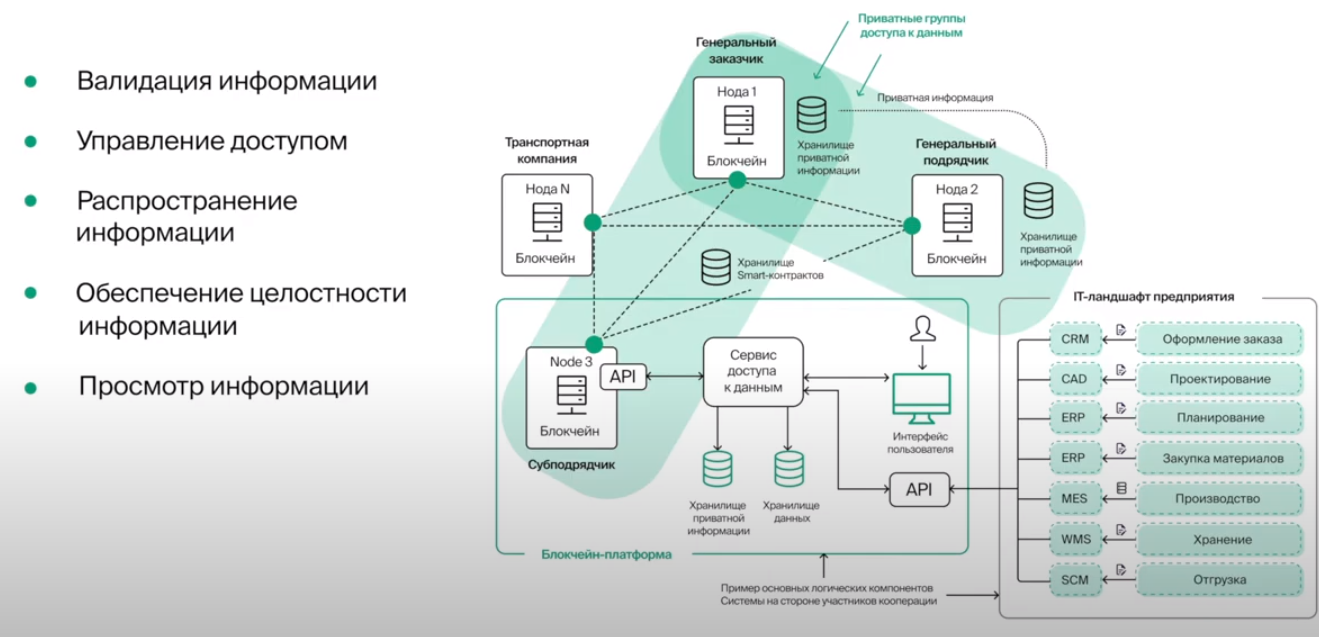 Валидация информации
Управление доступом
Распространение
информации
Обеспечение целостности
информации
Просмотр информации
Приватные группы
доступа к данным
Генеральный
заказчик
Нода 1
Блокчейн
Хранилище
приватной
информации
Приватная информация
Транспортная
компания
Нода N
Блокчейн
Генеральный
подрядчик
Нода 2
Блокчейн
Хранилище
приватной
информации
Хранилище
Smart-контрактов
Node 3
API
Блокчейн
Субподрядчик
Сервис
доступа
к данным
Интерфейс
пользователя
Хранилище
приватной
информации
Хранилище
данных
API
Блокчейн-платформа
IT-ландшафт предприятия
CRM
Оформление заказа
CAD
Проектирование
ERP
Планирование
ERP
Закупка материалов
MES
Производство
WMS
Хранение
SCM
Отгрузка
Пример основных логических компонентов
Системы на стороне участников кооперации